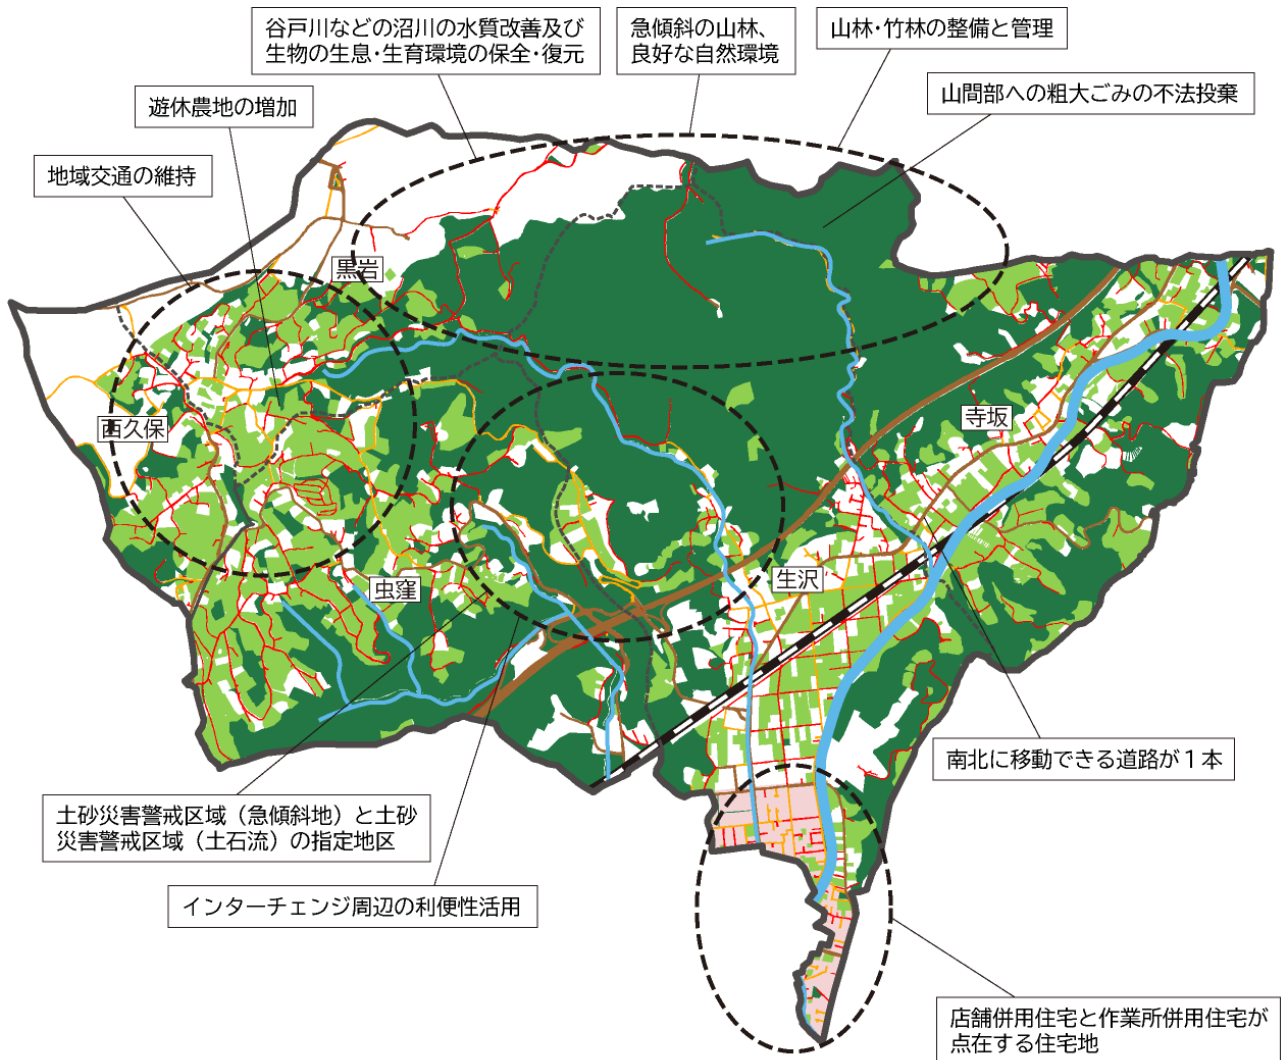 谷戸川などの沼川の水質改善及び
生物の生息・生育環境の保全・復元
急傾斜の山林、
良好な自然環境
山林・竹林の整備と管理
山間部への粗大ごみの不法投棄
遊休農地の増加
地域交通の維持
黒岩
西久保
寺坂
虫窪
生沢
南北に移動できる道路が１本
土砂災害警戒区域（急傾斜地）と土砂
災害警戒区域（土石流）の指定地区
インターチェンジ周辺の利便性活用
店舗併用住宅と作業所併用住宅が
点在する住宅地